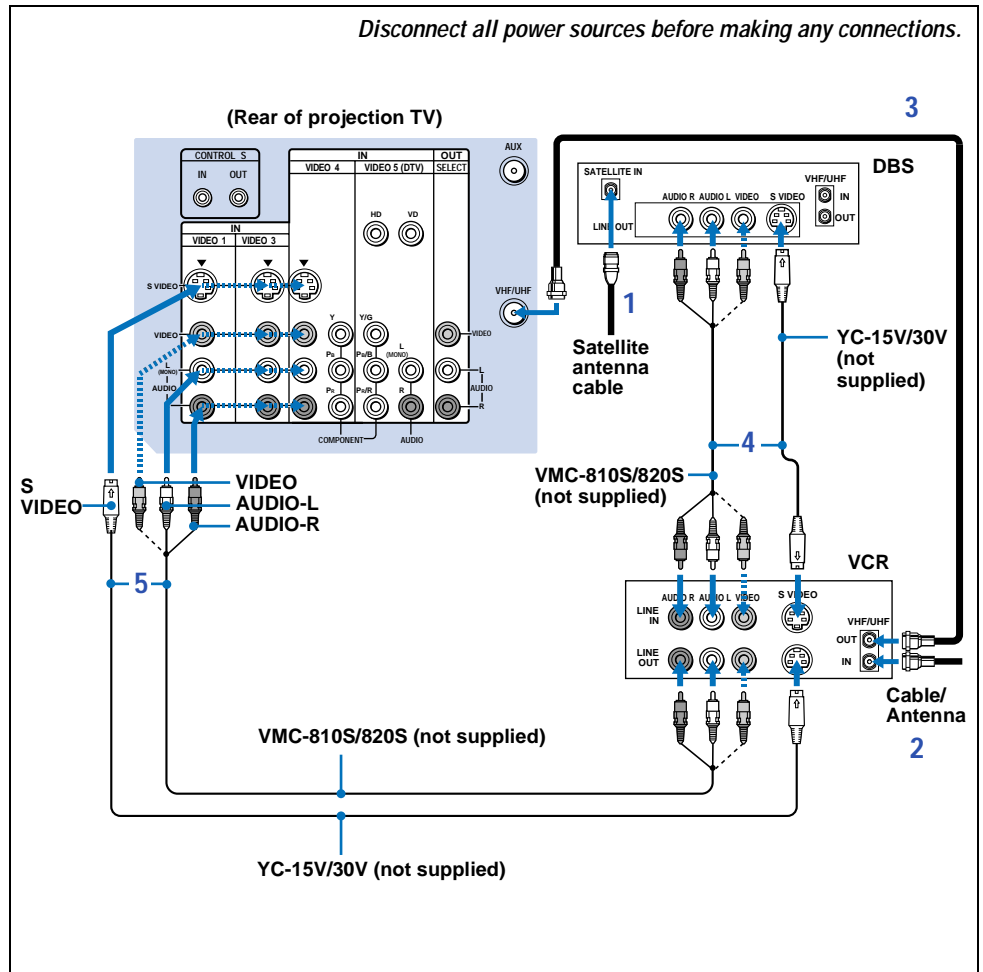 Disconnect all power sources before making any connections.
3
(Rear of projection TV)
AUX
CONTROL S
IN OUT
IN OUT
VIDEO 4 VIDEO 5 (DTV) SELECT
HD VD
IN
VIDEO 1 VIDEO 3
S VIDEO
VIDEO
L
(MONO)
AUDIO
R
Y Y/G
PB PB/B
L
(MONO)
PR PR/R R
COMPONENT AUDIO
VIDEO
L
AUDIO
R
VHF/UHF
DBS
SATELLITE IN
AUDIO R AUDIO L VIDEO S VIDEO
VHF/UHF
IN
OUT
LINE OUT
1
Satellite
antenna
cable
YC-15V/30V
(not
supplied)
4
VMC-810S/820S
(not supplied)
S
VIDEO
VIDEO
AUDIO-L
AUDIO-R
5
VCR
AUDIO R AUDIO L VIDEO S VIDEO
LINE
IN
LINE
OUT
VHF/UHF
OUT
IN
Cable/
Antenna
2
VMC-810S/820S (not supplied)
YC-15V/30V (not supplied)